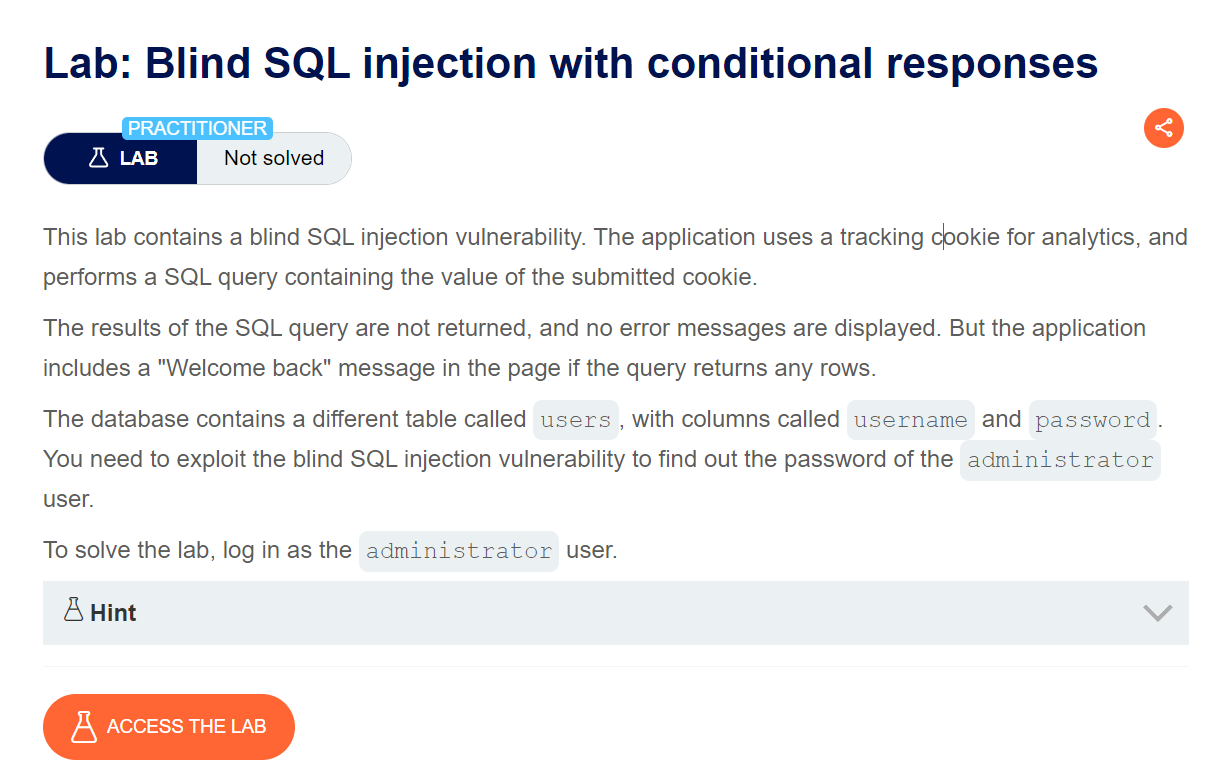 Lab: Blind SQL injection with conditional responses
PRACTITIONER
LAB
Not solved
This lab contains a blind SQL injection vulnerability. The application uses a tracking cookie for analytics, and
performs a SQL query containing the value of the submitted cookie.
The results of the SQL query are not returned, and no error messages are displayed. But the application
includes a "Welcome back" message in the page if the query returns any rows.
The database contains a different table called users, with columns called username and password.
You need to exploit the blind SQL injection vulnerability to find out the password of the administrator
user.
To solve the lab, log in as the administrator user.
Hint
ACCESS THE LAB